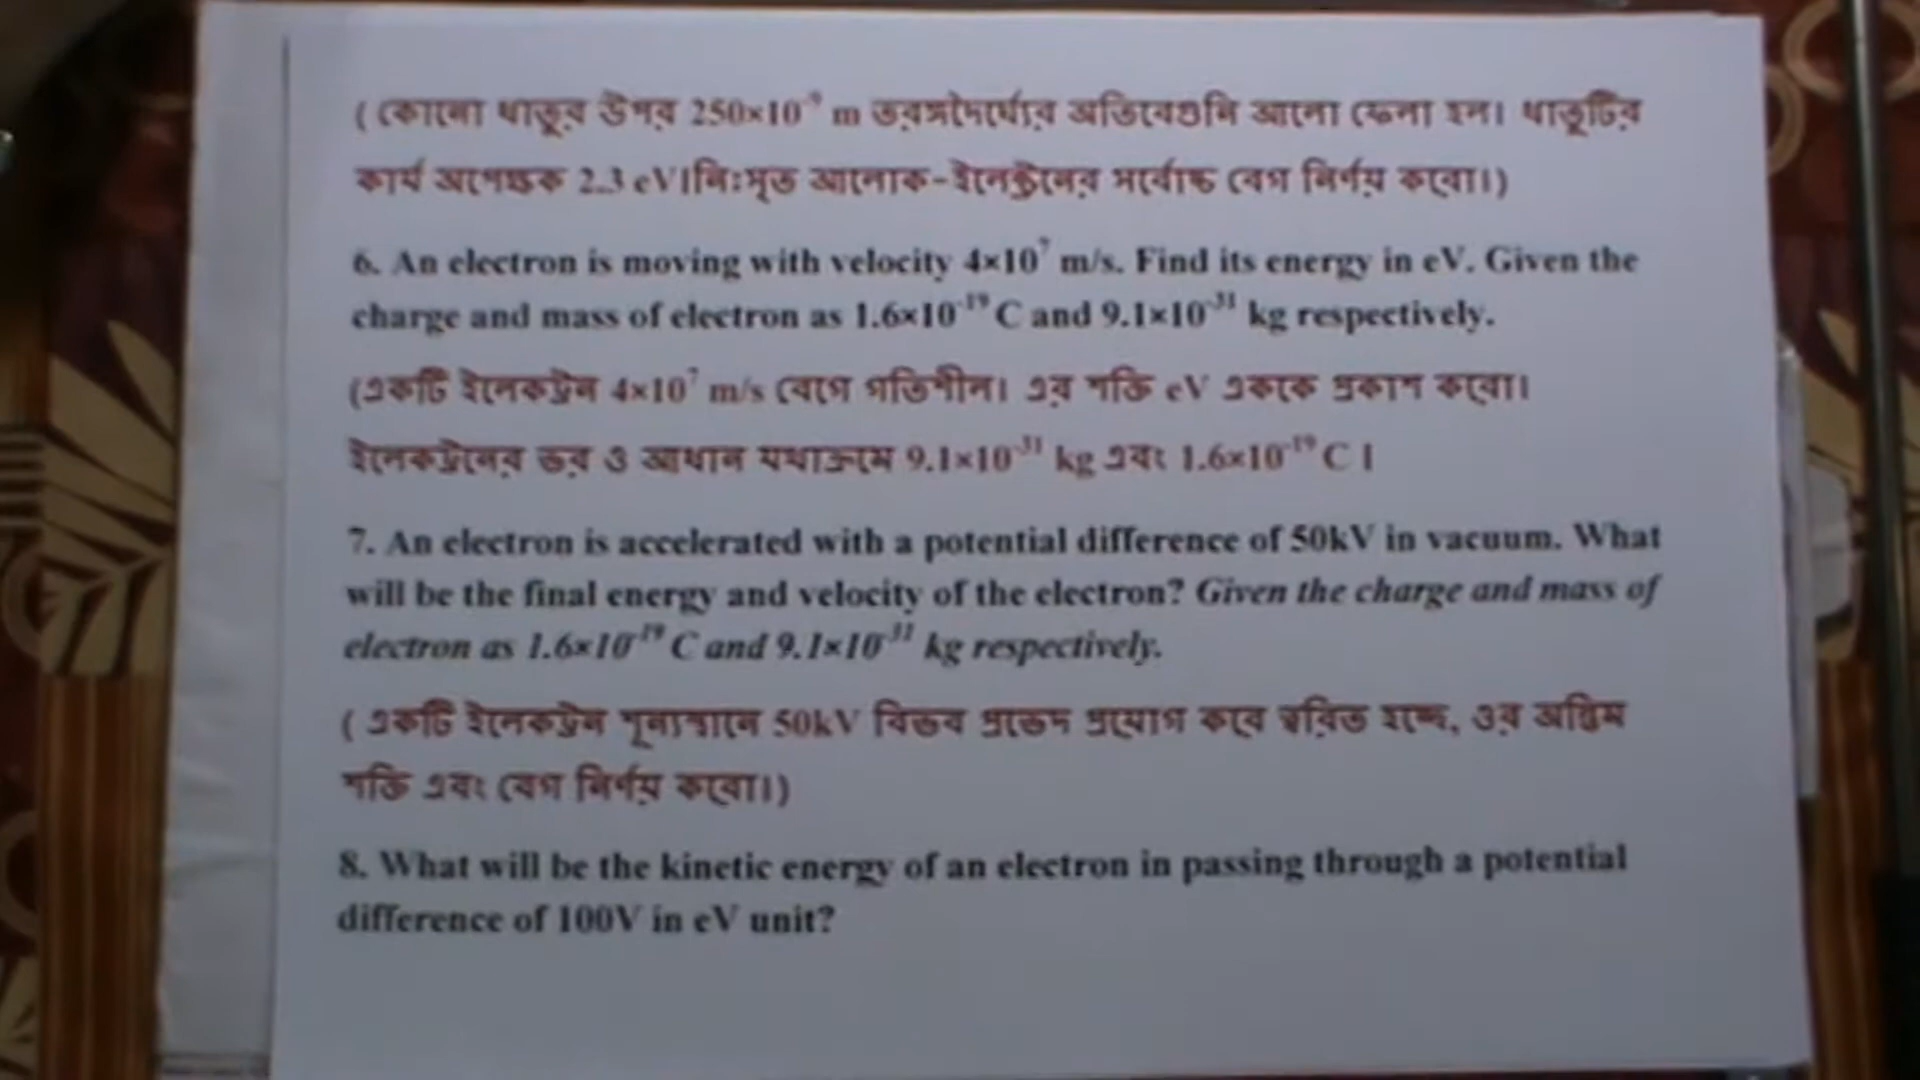 ( কোনো ধাতুর উপর 250×10⁻⁹ m তরঙ্গদৈর্ঘ্যের অতিবেগুনি আলো ফেলা হল। ধাতুটির
কার্য অপেক্ষক 2.3 eV।নিঃসৃত আলোক-ইলেক্ট্রনের সর্বোচ্চ বেগ নির্ণয় করো।)
6. An electron is moving with velocity 4×10⁷ m/s. Find its energy in eV. Given the
charge and mass of electron as 1.6×10⁻¹⁹ C and 9.1×10⁻³¹ kg respectively.
(একটি ইলেকট্রন 4×10⁷ m/s বেগে গতিশীল। এর শক্তি eV এককে প্রকাশ করো।
ইলেকট্রনের ভর ও আধান যথাক্রমে 9.1×10⁻³¹ kg এবং 1.6×10⁻¹⁹ C ।
7. An electron is accelerated with a potential difference of 50kV in vacuum. What
will be the final energy and velocity of the electron? Given the charge and mass of
electron as 1.6×10⁻¹⁹ C and 9.1×10⁻³¹ kg respectively.
( একটি ইলেকট্রন শূন্যস্থানে 50kV বিভব প্রভেদ প্রয়োগ করে ত্বরিত হচ্ছে, ওর অন্তিম
শক্তি এবং বেগ নির্ণয় করো।)
8. What will be the kinetic energy of an electron in passing through a potential
difference of 100V in eV unit?